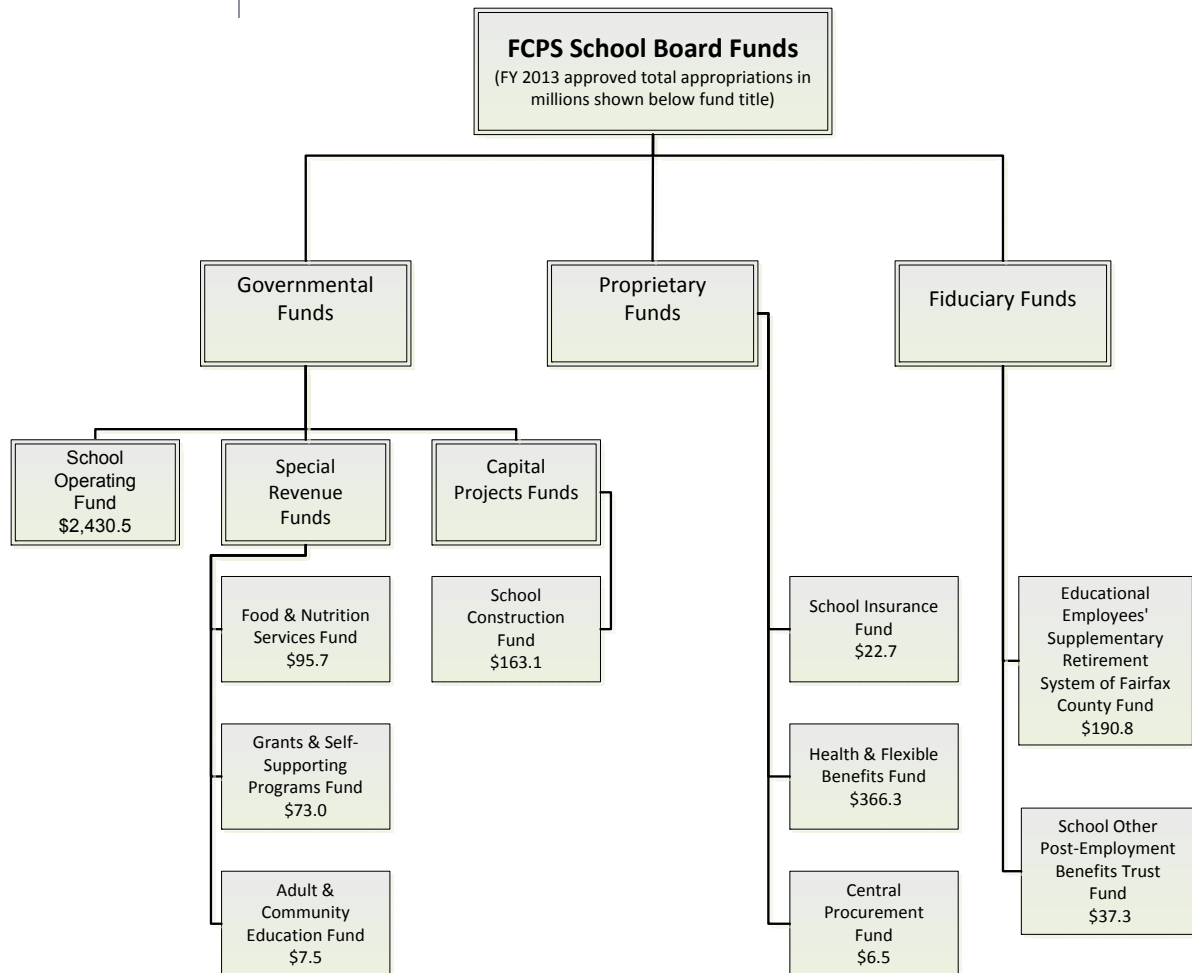 FCPS School Board Funds
(FY 2013 approved total appropriations in
millions shown below fund title)
Governmental
Funds
Proprietary
Funds
Fiduciary Funds
School
Operating
Fund
$2,430.5
Special
Revenue
Funds
Capital
Projects Funds
Food & Nutrition
Services Fund
$95.7
School
Construction
Fund
$163.1
School Insurance
Fund
$22.7
Educational
Employees'
Supplementary
Retirement
System of Fairfax
County Fund
$190.8
Grants & Self-
Supporting
Programs Fund
$73.0
Health & Flexible
Benefits Fund
$366.3
School Other
Post-Employment
Benefits Trust
Fund
$37.3
Adult &
Community
Education Fund
$7.5
Central
Procurement
Fund
$6.5